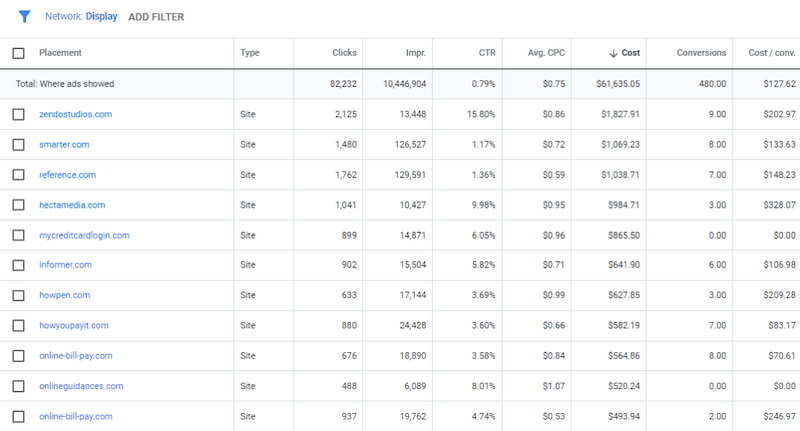 Network: Display ADD FILTER
Placement Type Clicks Impr. CTR Avg. CPC Cost Conversions Cost / conv.
Total: Where ads showed 82,232 10,446,904 0.79% $0.75 $61,635.05 480.00 $127.62
zendostudios.com Site 2,125 13,448 15.80% $0.86 $1,827.91 9.00 $202.97
smarter.com Site 1,480 126,527 1.17% $0.72 $1,069.23 8.00 $133.63
reference.com Site 1,762 129,591 1.36% $0.59 $1,038.71 7.00 $148.23
hectamedia.com Site 1,041 10,427 9.98% $0.95 $984.71 3.00 $328.07
mycreditcardlogin.com Site 899 14,871 6.05% $0.96 $865.50 0.00 $0.00
informer.com Site 902 15,504 5.82% $0.71 $641.90 6.00 $106.98
howpen.com Site 633 17,144 3.69% $0.99 $627.85 3.00 $209.28
howyoupayit.com Site 880 24,428 3.60% $0.66 $582.19 7.00 $83.17
online-bill-pay.com Site 676 18,890 3.58% $0.84 $564.86 8.00 $70.61
onlineguidances.com Site 488 6,089 8.01% $1.07 $520.24 0.00 $0.00
online-bill-pay.com Site 937 19,762 4.74% $0.53 $493.94 2.00 $246.97